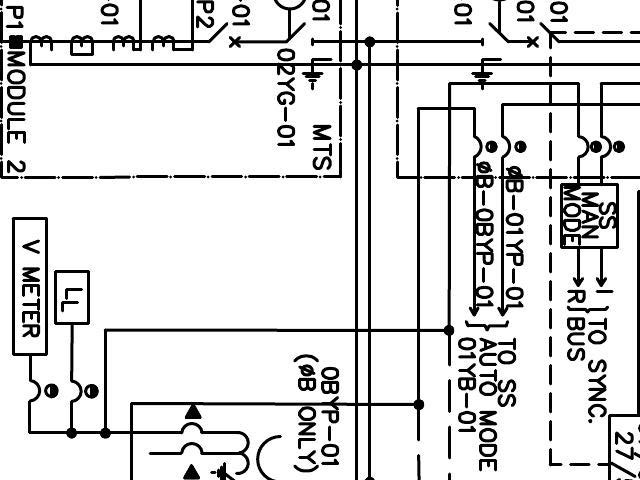 P1
MODULE 2
-01
P2
-01
01
02YG-01
MTS
01
01
01
ØB-0BYP-01
ØB-01YP-01
SS
MAN
MODE
I
R
TO SYNC.
BUS
TO SS
AUTO MODE
01YB-01
V METER
LL
0BYP-01
(ØB ONLY)
27/